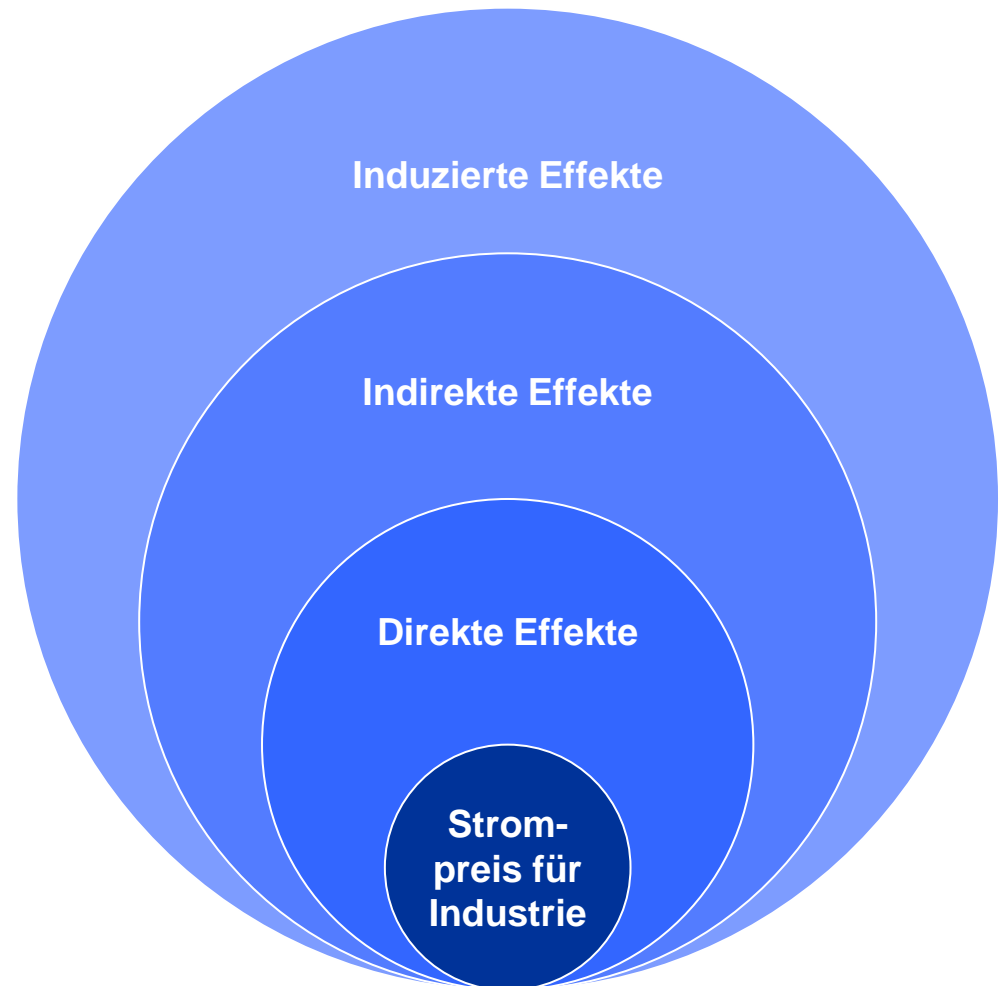 Induzierte Effekte
Indirekte Effekte
Direkte Effekte
Strom-
preis für
Industrie